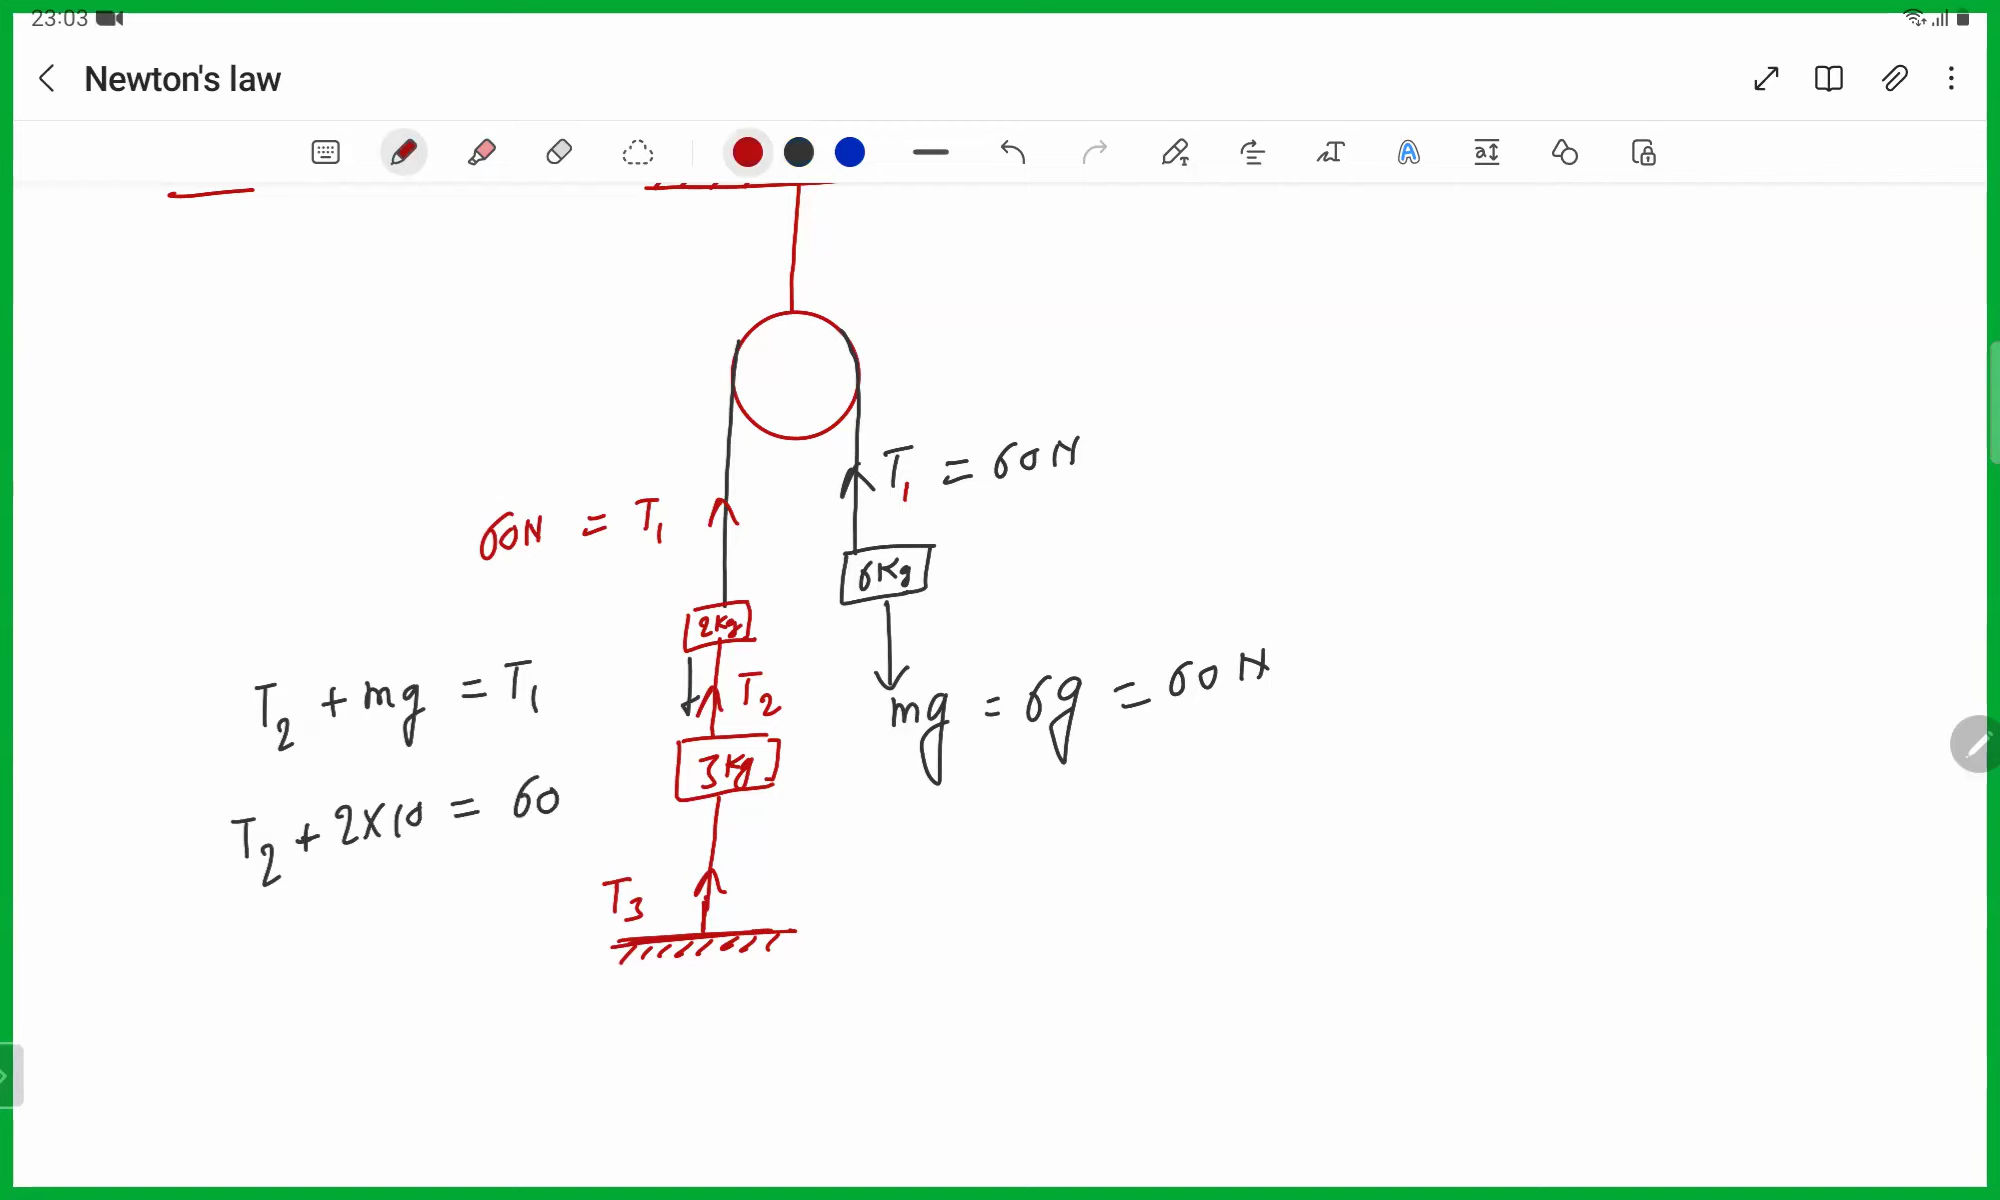 23:03
Newton's law
T₁ = 60N
60N = T₁
6Kg
2Kg
T₂ + mg = T₁
T₂
mg = 6g = 60N
3Kg
T₂ + 2×10 = 60
T₃